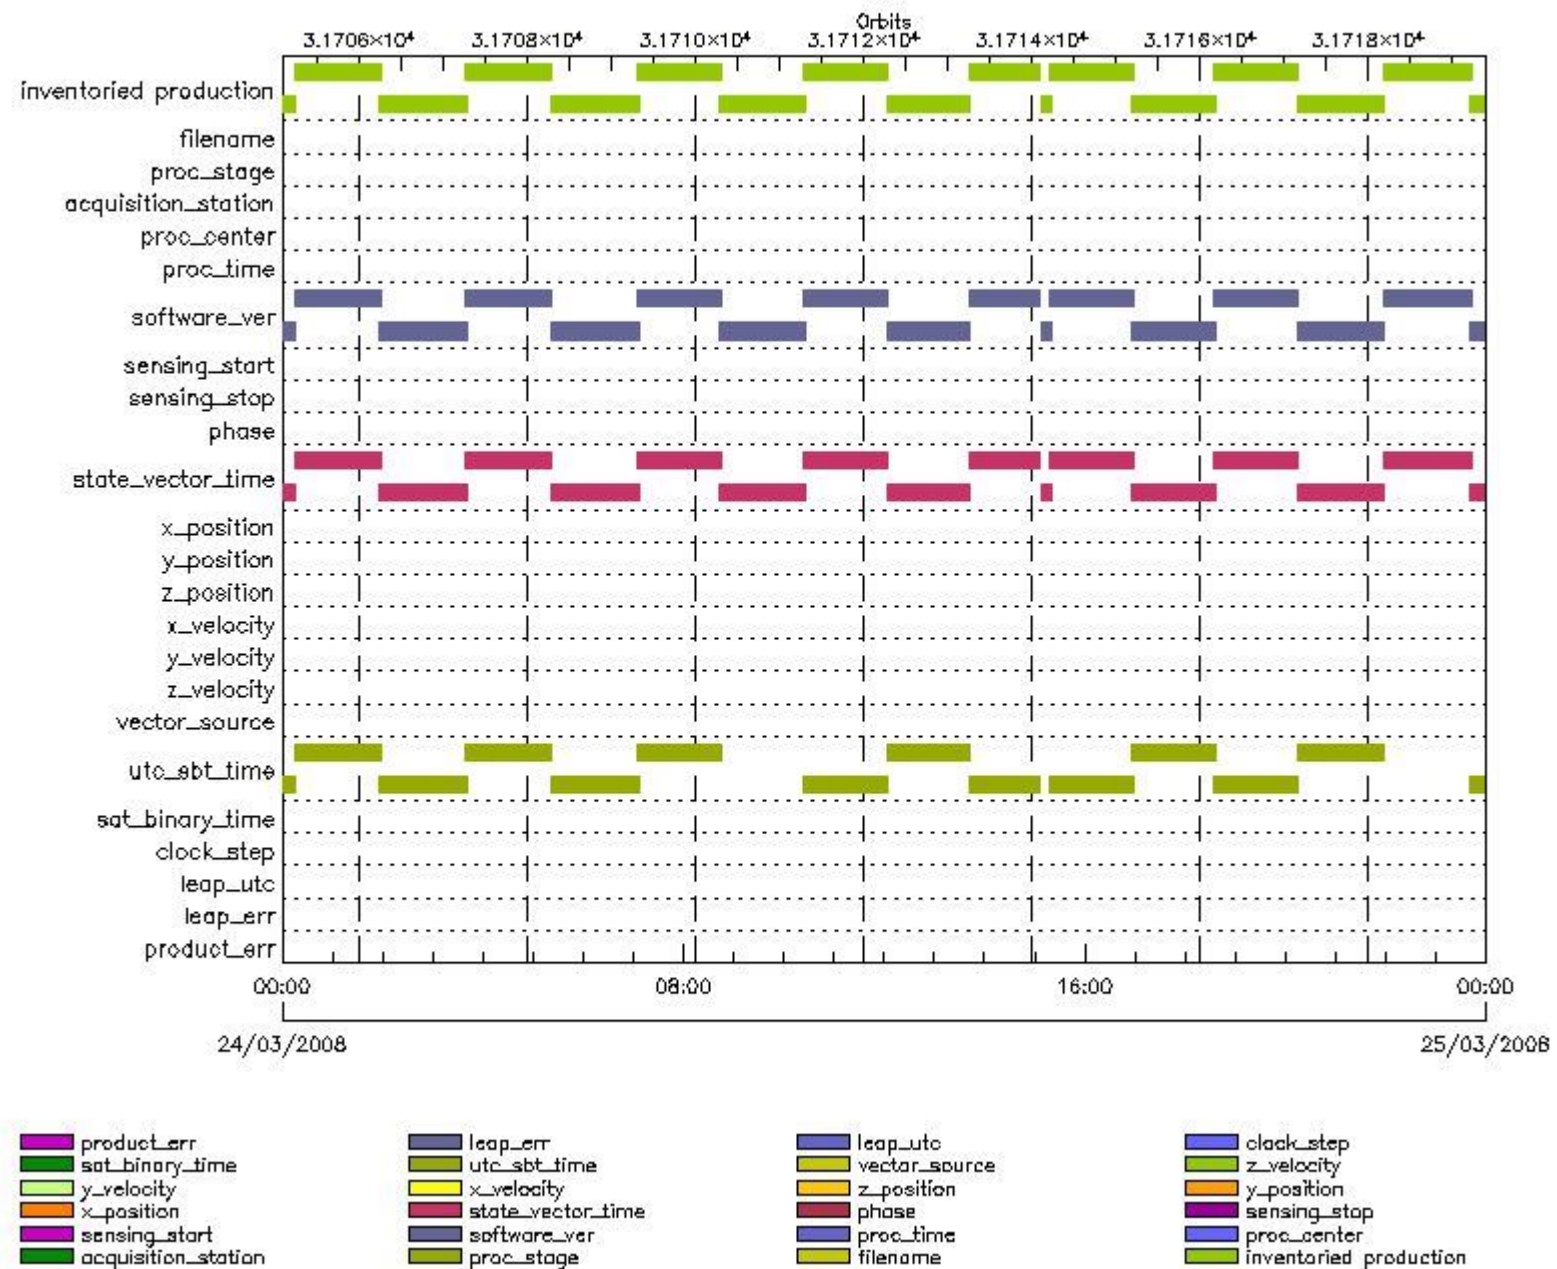 Orbits
3.1706×10⁴ 3.1708×10⁴ 3.1710×10⁴ 3.1712×10⁴ 3.1714×10⁴ 3.1716×10⁴ 3.1718×10⁴
inventoried production
filename
proc_stage
acquisition_station
proc_center
proc_time
software_ver
sensing_start
sensing_stop
phase
state_vector_time
x_position
y_position
z_position
x_velocity
y_velocity
z_velocity
vector_source
utc_sbt_time
sat_binary_time
clock_step
leap_utc
leap_err
product_err
00:00 08:00 16:00 00:00
24/03/2008 25/03/2008
product_err leap_err leap_utc clock_step
sat_binary_time utc_sbt_time vector_source z_velocity
y_velocity x_velocity z_position y_position
x_position state_vector_time phase sensing_stop
sensing_start software_ver proc_time proc_center
acquisition_station proc_stage filename inventoried production